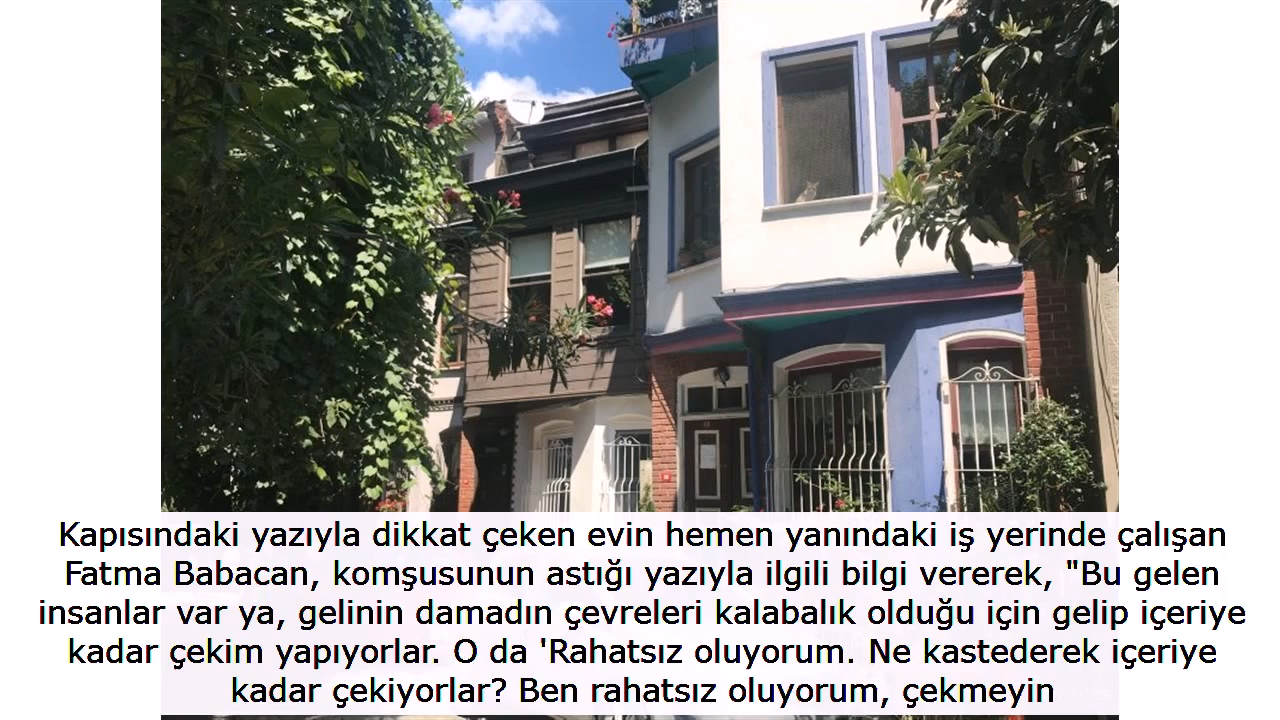 Kapısındaki yazıyla dikkat çeken evin hemen yanındaki iş yerinde çalışan
Fatma Babacan, komşusunun astığı yazıyla ilgili bilgi vererek, "Bu gelen
insanlar var ya, gelinin damadın çevreleri kalabalık olduğu için gelip içeriye
kadar çekim yapıyorlar. O da 'Rahatsız oluyorum. Ne kastederek içeriye
kadar çekiyorlar? Ben rahatsız oluyorum, çekmeyin